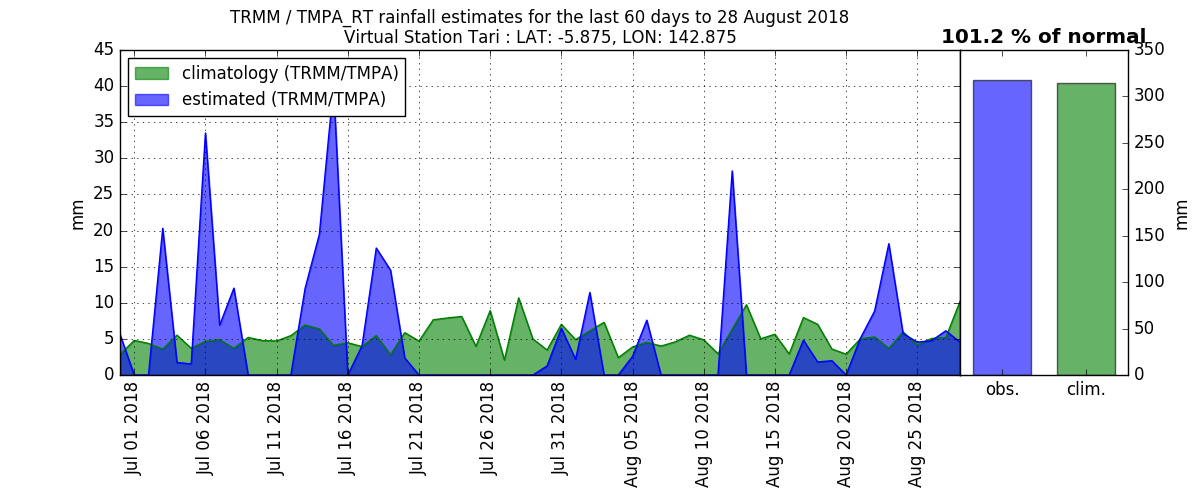 TRMM / TMPA_RT rainfall estimates for the last 60 days to 28 August 2018
Virtual Station Tari : LAT: -5.875, LON: 142.875
101.2 % of normal
climatology (TRMM/TMPA)
estimated (TRMM/TMPA)
mm
45
40
35
30
25
20
15
10
5
0
Jul 01 2018
Jul 06 2018
Jul 11 2018
Jul 16 2018
Jul 21 2018
Jul 26 2018
Jul 31 2018
Aug 05 2018
Aug 10 2018
Aug 15 2018
Aug 20 2018
Aug 25 2018
obs.
clim.
350
300
250
200
150
100
50
0
mm